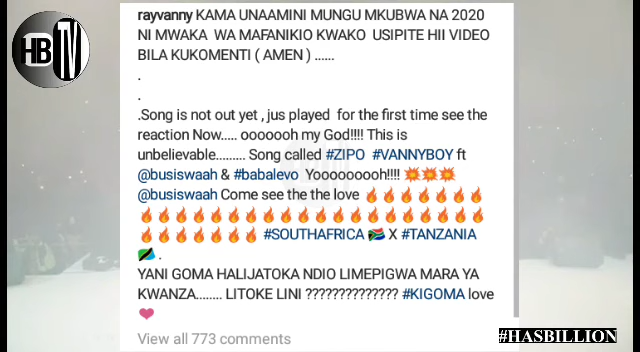 HB
TV
rayvanny KAMA UNAAMINI MUNGU MKUBWA NA 2020
NI MWAKA WA MAFANIKIO KWAKO USIPITE HII VIDEO
BILA KUKOMENTI ( AMEN ) ......
.
.
.Song is not out yet , jus played for the first time see the
reaction Now..... ooooooh my God!!!! This is
unbelievable......... Song called #ZIPO #VANNYBOY ft
@busiswaah & #babalevo Yooooooooh!!!! 💥💥💥
@busiswaah Come see the the love 🔥🔥🔥🔥🔥🔥
🔥🔥🔥🔥🔥🔥🔥🔥🔥🔥🔥🔥🔥🔥🔥🔥🔥🔥
🔥🔥🔥🔥🔥🔥 #SOUTHAFRICA 🇿🇦 X #TANZANIA
🇹🇿 .
YANI GOMA HALIJATOKA NDIO LIMEPIGWA MARA YA
KWANZA........ LITOKE LINI ?????????????? #KIGOMA love
❤
View all 773 comments
#HASBILLION